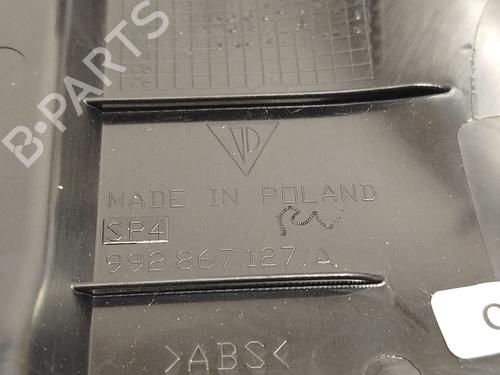 B-PARTS
MADE IN POLAND
SP4
992.867.127.A
>ABS<